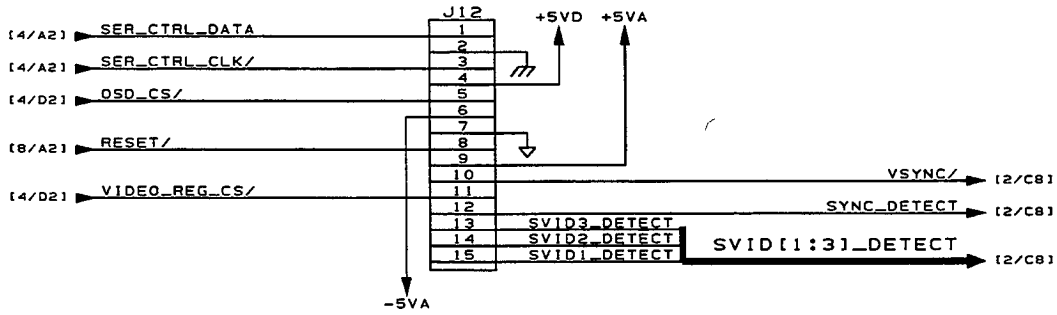 J12 +5VD +5VA
[4/A2] SER_CTRL_DATA 1
2
[4/A2] SER_CTRL_CLK/ 3
4
[4/D2] OSD_CS/ 5
6
7
[8/A2] RESET/ 8
9
10 VSYNC/ [2/C8]
[4/D2] VIDEO_REG_CS/ 11
12 SYNC_DETECT [2/C8]
13 SVID3_DETECT
14 SVID2_DETECT SVID[1:3]_DETECT
15 SVID1_DETECT [2/C8]
-5VA